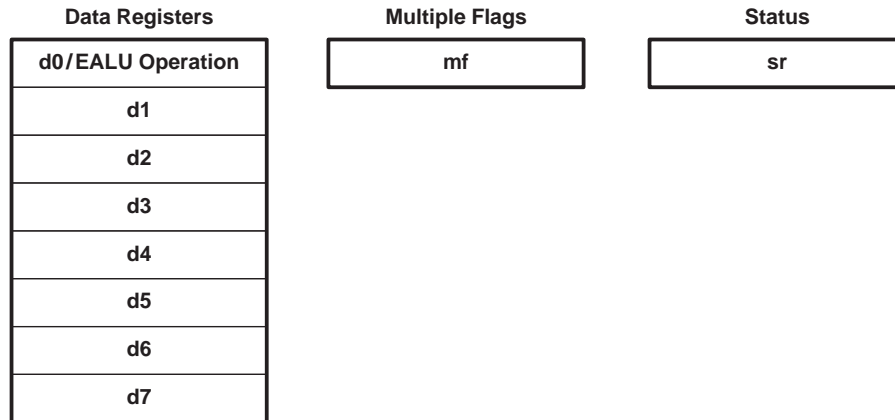 Data Registers Multiple Flags Status
d0/EALU Operation mf sr
d1
d2
d3
d4
d5
d6
d7